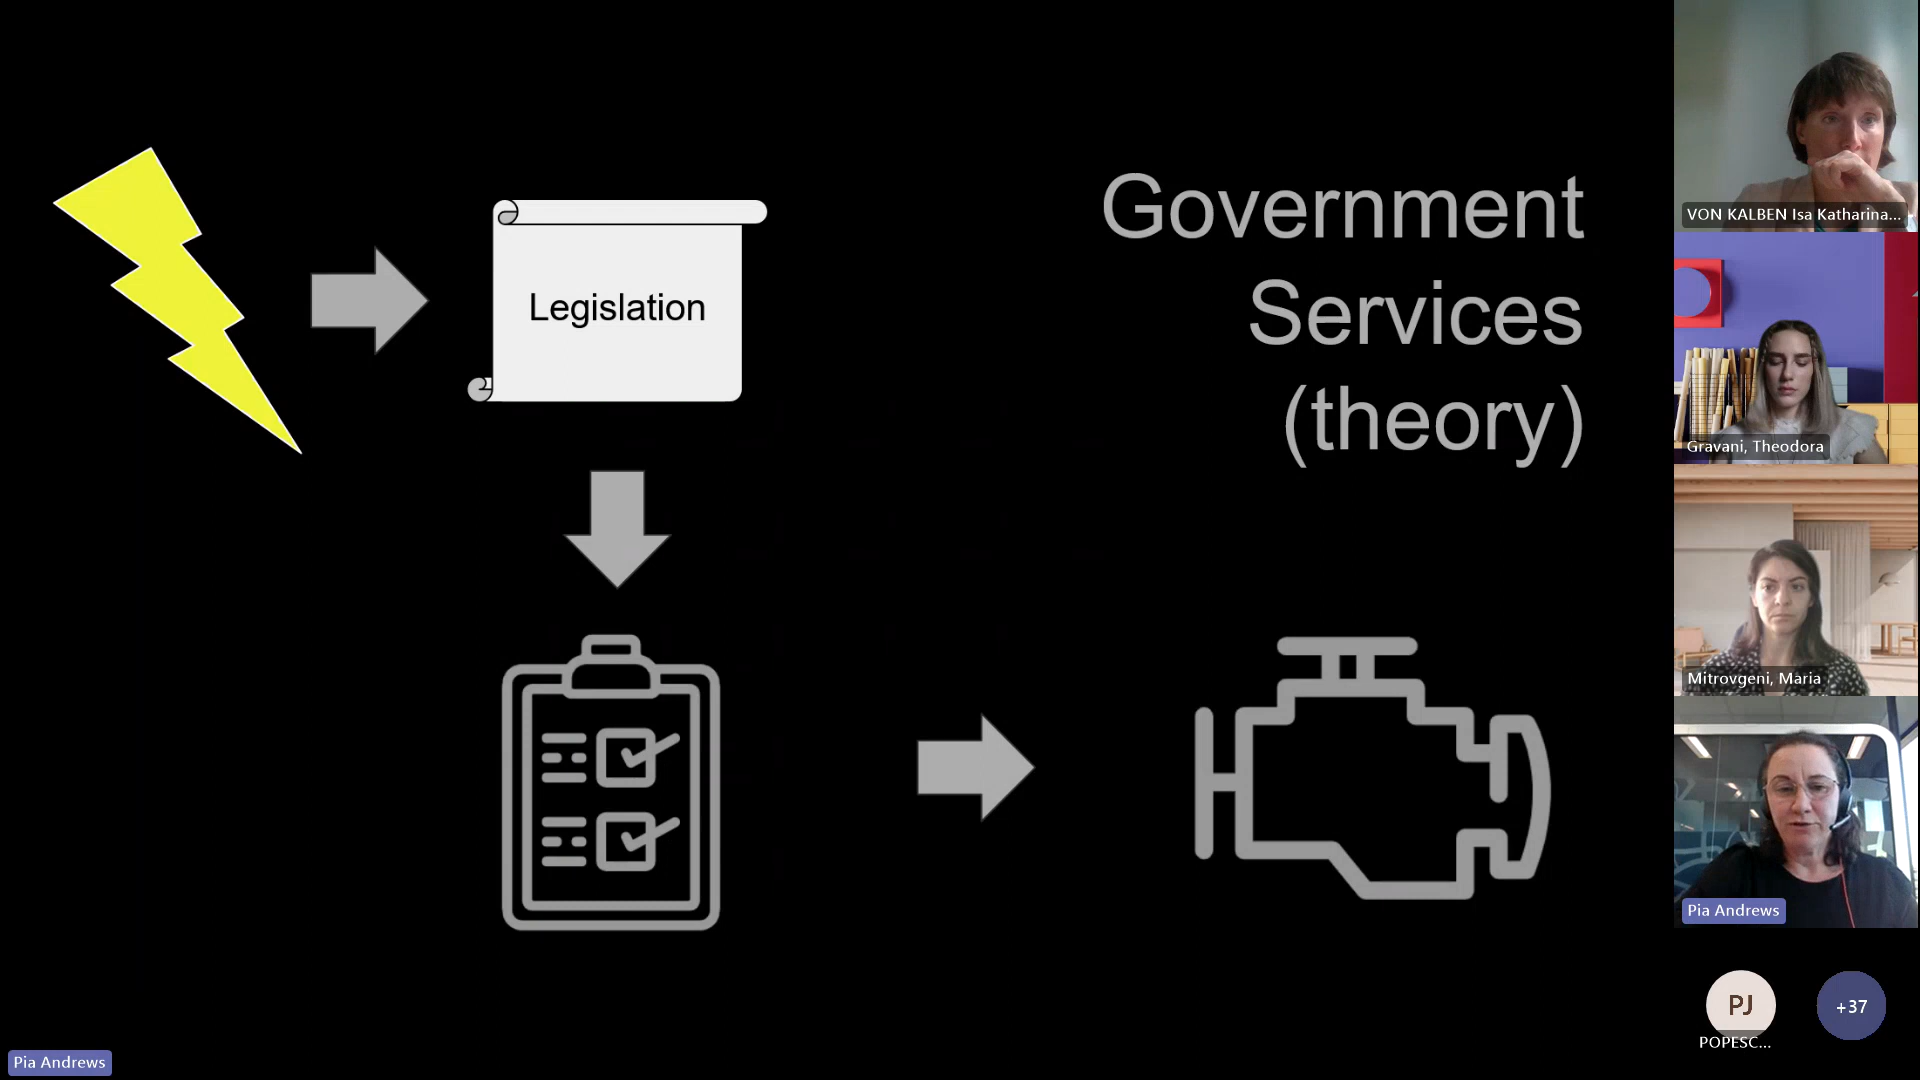 Government
Services
(theory)
Legislation
VON KALBEN Isa Katharina...
Gravani, Theodora
Mitrovgeni, Maria
Pia Andrews
PJ
+37
POPESC...
Pia Andrews